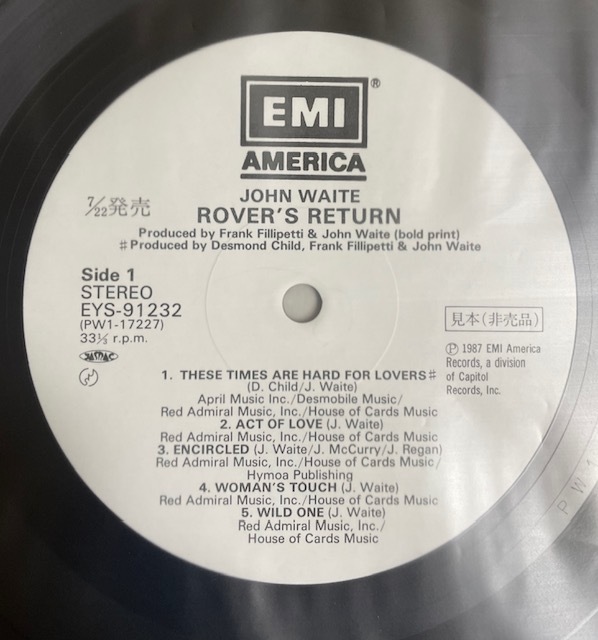 EMI®
AMERICA
JOHN WAITE
7/22発売
ROVER'S RETURN
Produced by Frank Fillipetti & John Waite (bold print)
#Produced by Desmond Child, Frank Fillipetti & John Waite
Side 1
STEREO
EYS-91232
(PW1-17227)
33⅓ r.p.m.
JASRAC
見本(非売品)
Ⓟ 1987 EMI America
Records, a division
of Capitol
Records, Inc.
1. THESE TIMES ARE HARD FOR LOVERS#
(D. Child/J. Waite)
April Music Inc./Desmobile Music/
Red Admiral Music, Inc./House of Cards Music
2. ACT OF LOVE (J. Waite)
Red Admiral Music, Inc./House of Cards Music
3. ENCIRCLED (J. Waite/J. McCurry/J. Regan)
Red Admiral Music, Inc./House of Cards Music/
Hymoa Publishing
4. WOMAN'S TOUCH (J. Waite)
Red Admiral Music, Inc./House of Cards Music
5. WILD ONE (J. Waite)
Red Admiral Music, Inc./
House of Cards Music
PW1